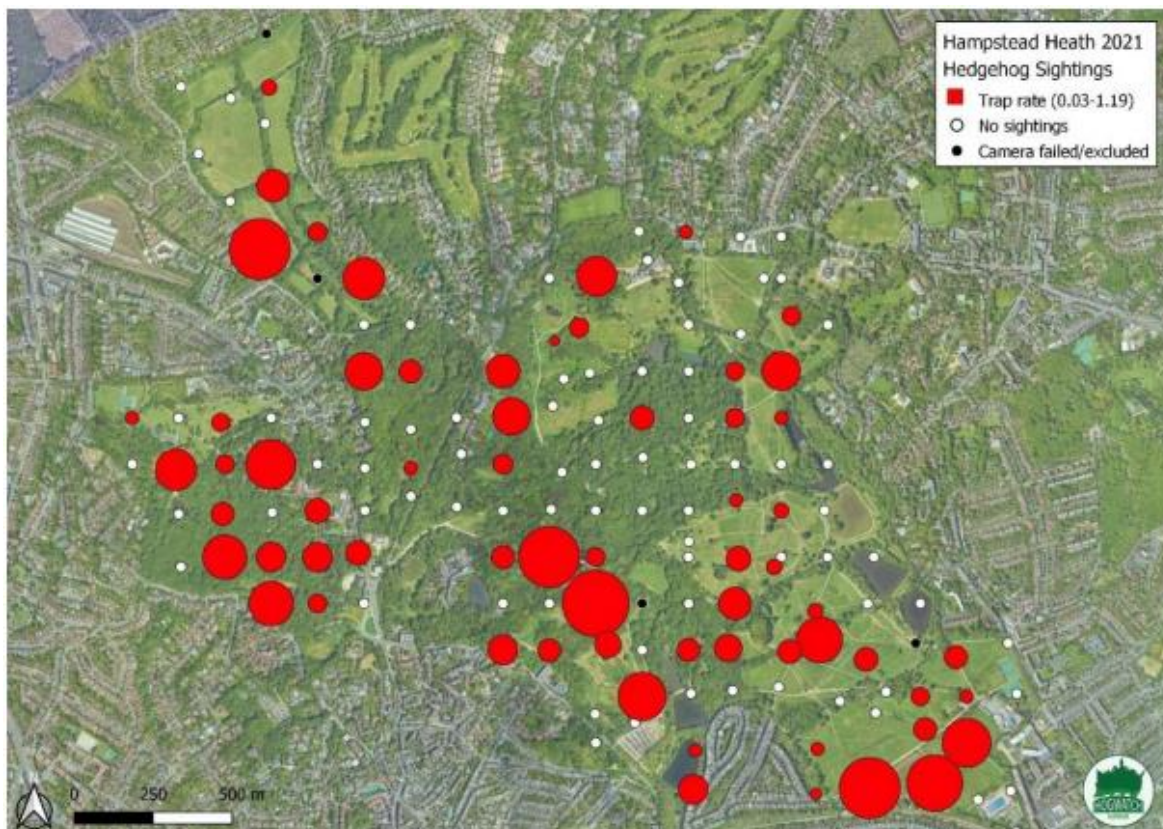 Hampstead Heath 2021
Hedgehog Sightings
Trap rate (0.03-1.19)
No sightings
Camera failed/excluded
0 250 500 m
HOGWATCH